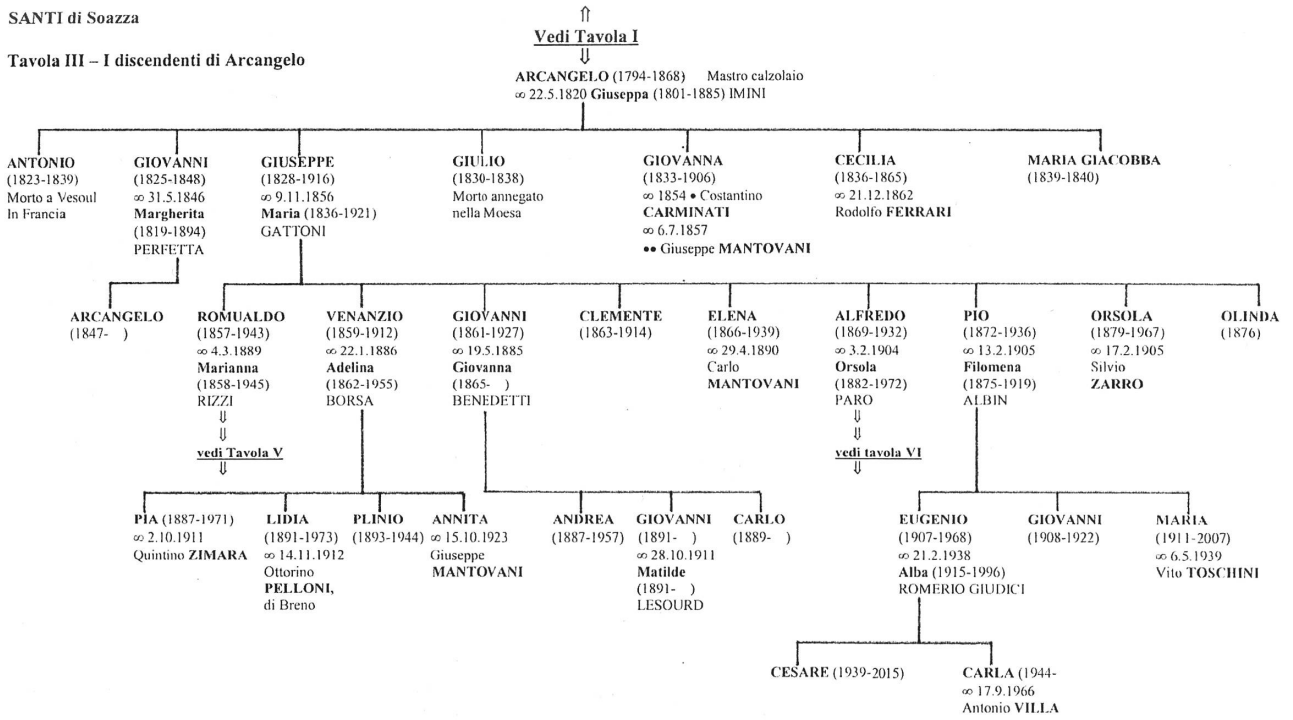 SANTI di Soazza
⇑
Vedi Tavola I
⇓
Tavola III – I discendenti di Arcangelo
ARCANGELO (1794-1868) Mastro calzolaio
∞ 22.5.1820 Giuseppa (1801-1885) IMINI
ANTONIO
(1823-1839)
Morto a Vesoul
In Francia
GIOVANNI
(1825-1848)
∞ 31.5.1846
Margherita
(1819-1894)
PERFETTA
GIUSEPPE
(1828-1916)
∞ 9.11.1856
Maria (1836-1921)
GATTONI
GIULIO
(1830-1838)
Morto annegato
nella Moesa
GIOVANNA
(1833-1906)
∞ 1854 • Costantino
CARMINATI
∞ 6.7.1857
•• Giuseppe MANTOVANI
CECILIA
(1836-1865)
∞ 21.12.1862
Rodolfo FERRARI
MARIA GIACOBBA
(1839-1840)
ARCANGELO
(1847- )
ROMUALDO
(1857-1943)
∞ 4.3.1889
Marianna
(1858-1945)
RIZZI
⇓
⇓
vedi Tavola V
⇓
VENANZIO
(1859-1912)
∞ 22.1.1886
Adelina
(1862-1955)
BORSA
GIOVANNI
(1861-1927)
∞ 19.5.1885
Giovanna
(1865- )
BENEDETTI
CLEMENTE
(1863-1914)
ELENA
(1866-1939)
∞ 29.4.1890
Carlo
MANTOVANI
ALFREDO
(1869-1932)
∞ 3.2.1904
Orsola
(1882-1972)
PARO
⇓
⇓
vedi tavola VI
⇓
PIO
(1872-1936)
∞ 13.2.1905
Filomena
(1875-1919)
ALBIN
ORSOLA
(1879-1967)
∞ 17.2.1905
Silvio
ZARRO
OLINDA
(1876)
PIA (1887-1971)
∞ 2.10.1911
Quintino ZIMARA
LIDIA
(1891-1973)
∞ 14.11.1912
Ottorino
PELLONI,
di Breno
PLINIO
(1893-1944)
ANNITA
∞ 15.10.1923
Giuseppe
MANTOVANI
ANDREA
(1887-1957)
GIOVANNI
(1891- )
∞ 28.10.1911
Matilde
(1891- )
LESOURD
CARLO
(1889- )
EUGENIO
(1907-1968)
∞ 21.2.1938
Alba (1915-1996)
ROMERIO GIUDICI
GIOVANNI
(1908-1922)
MARIA
(1911-2007)
∞ 6.5.1939
Vito TOSCHINI
CESARE (1939-2015)
CARLA (1944-
∞ 17.9.1966
Antonio VILLA